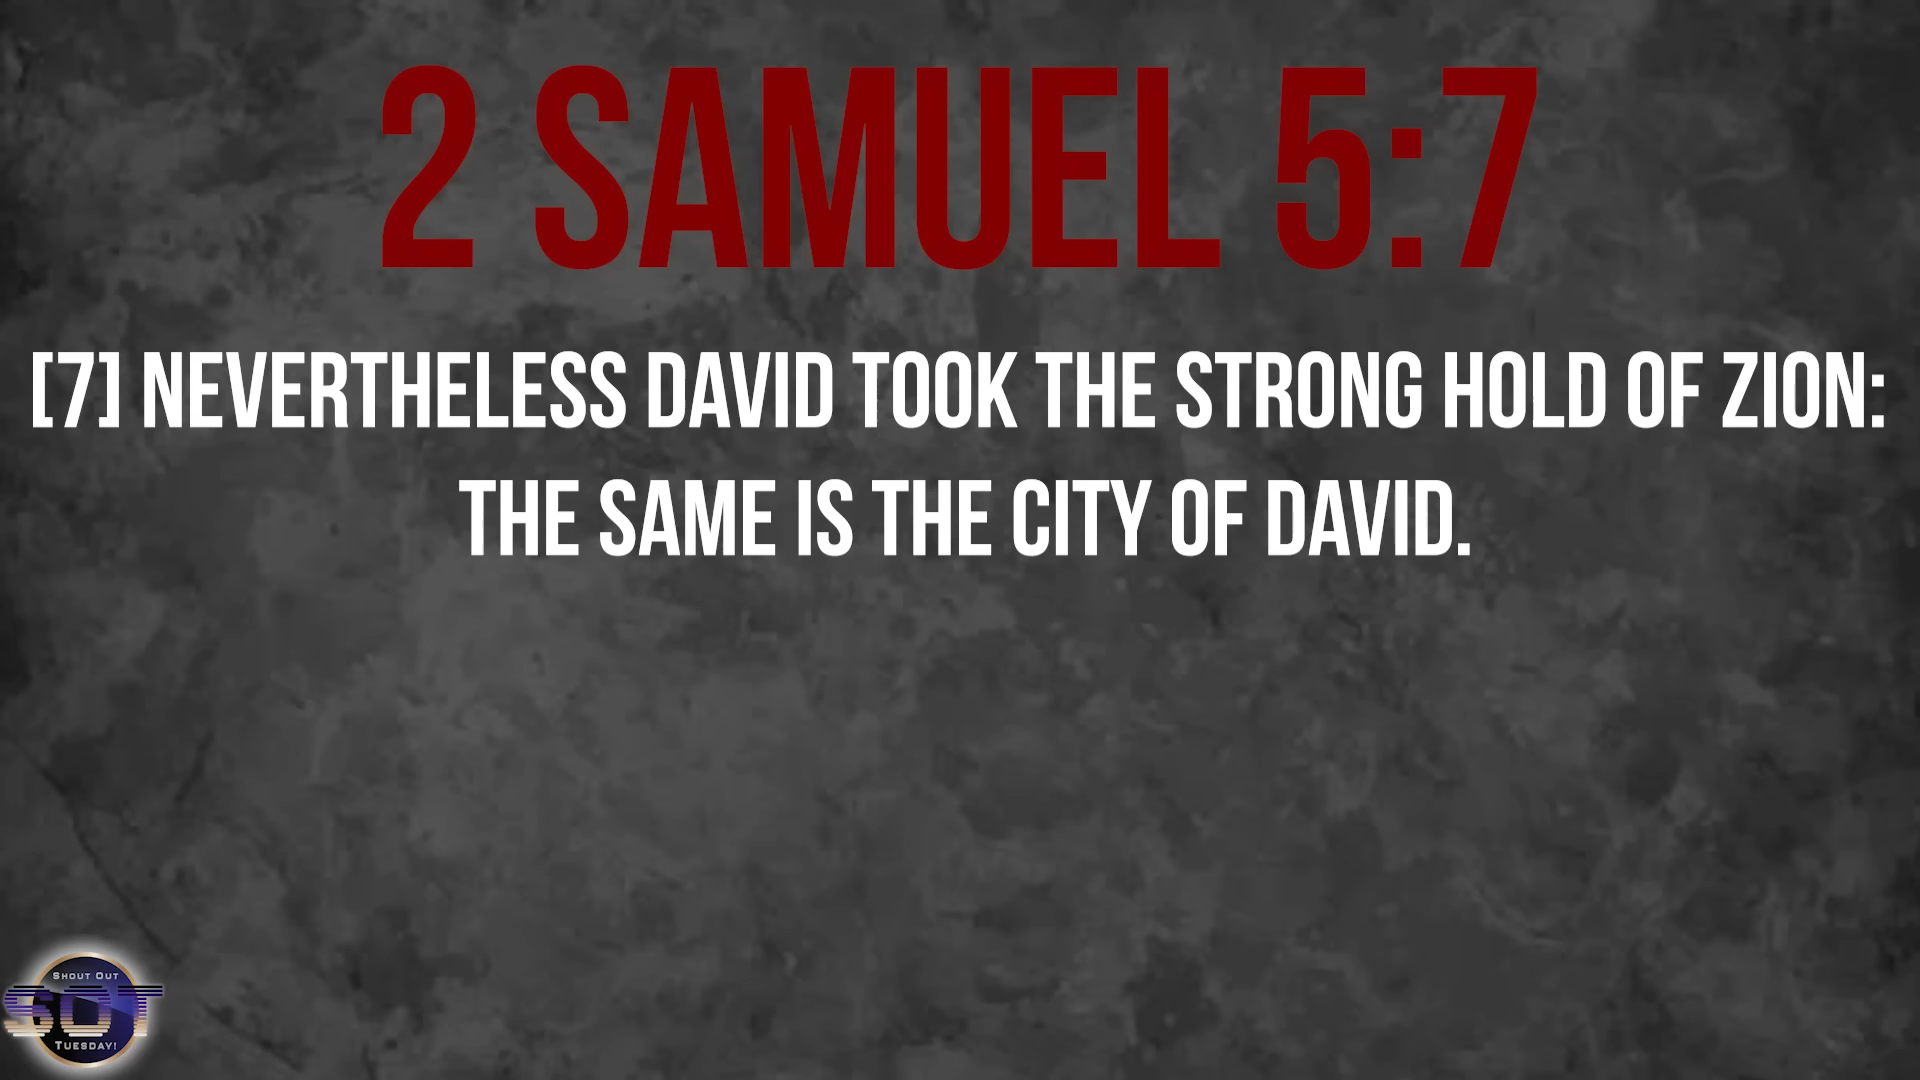 2 SAMUEL 5:7
[7] NEVERTHELESS DAVID TOOK THE STRONG HOLD OF ZION:
THE SAME IS THE CITY OF DAVID.
SHOUT OUT
SOT
TUESDAY!